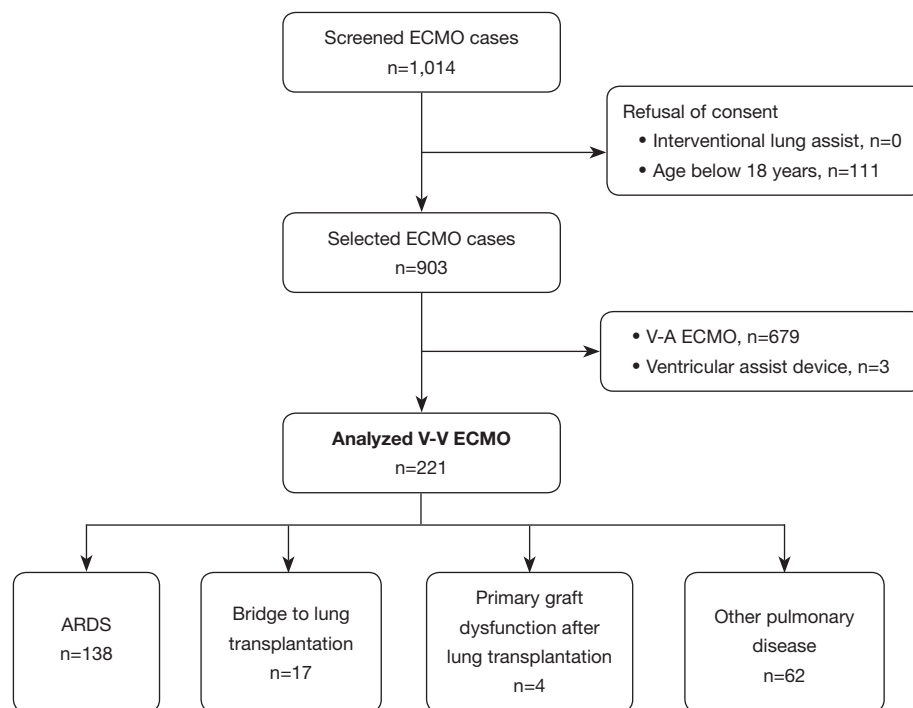 Screened ECMO cases
n=1,014
Refusal of consent
• Interventional lung assist, n=0
• Age below 18 years, n=111
Selected ECMO cases
n=903
• V-A ECMO, n=679
• Ventricular assist device, n=3
Analyzed V-V ECMO
n=221
ARDS
n=138
Bridge to lung
transplantation
n=17
Primary graft
dysfunction after
lung transplantation
n=4
Other pulmonary
disease
n=62